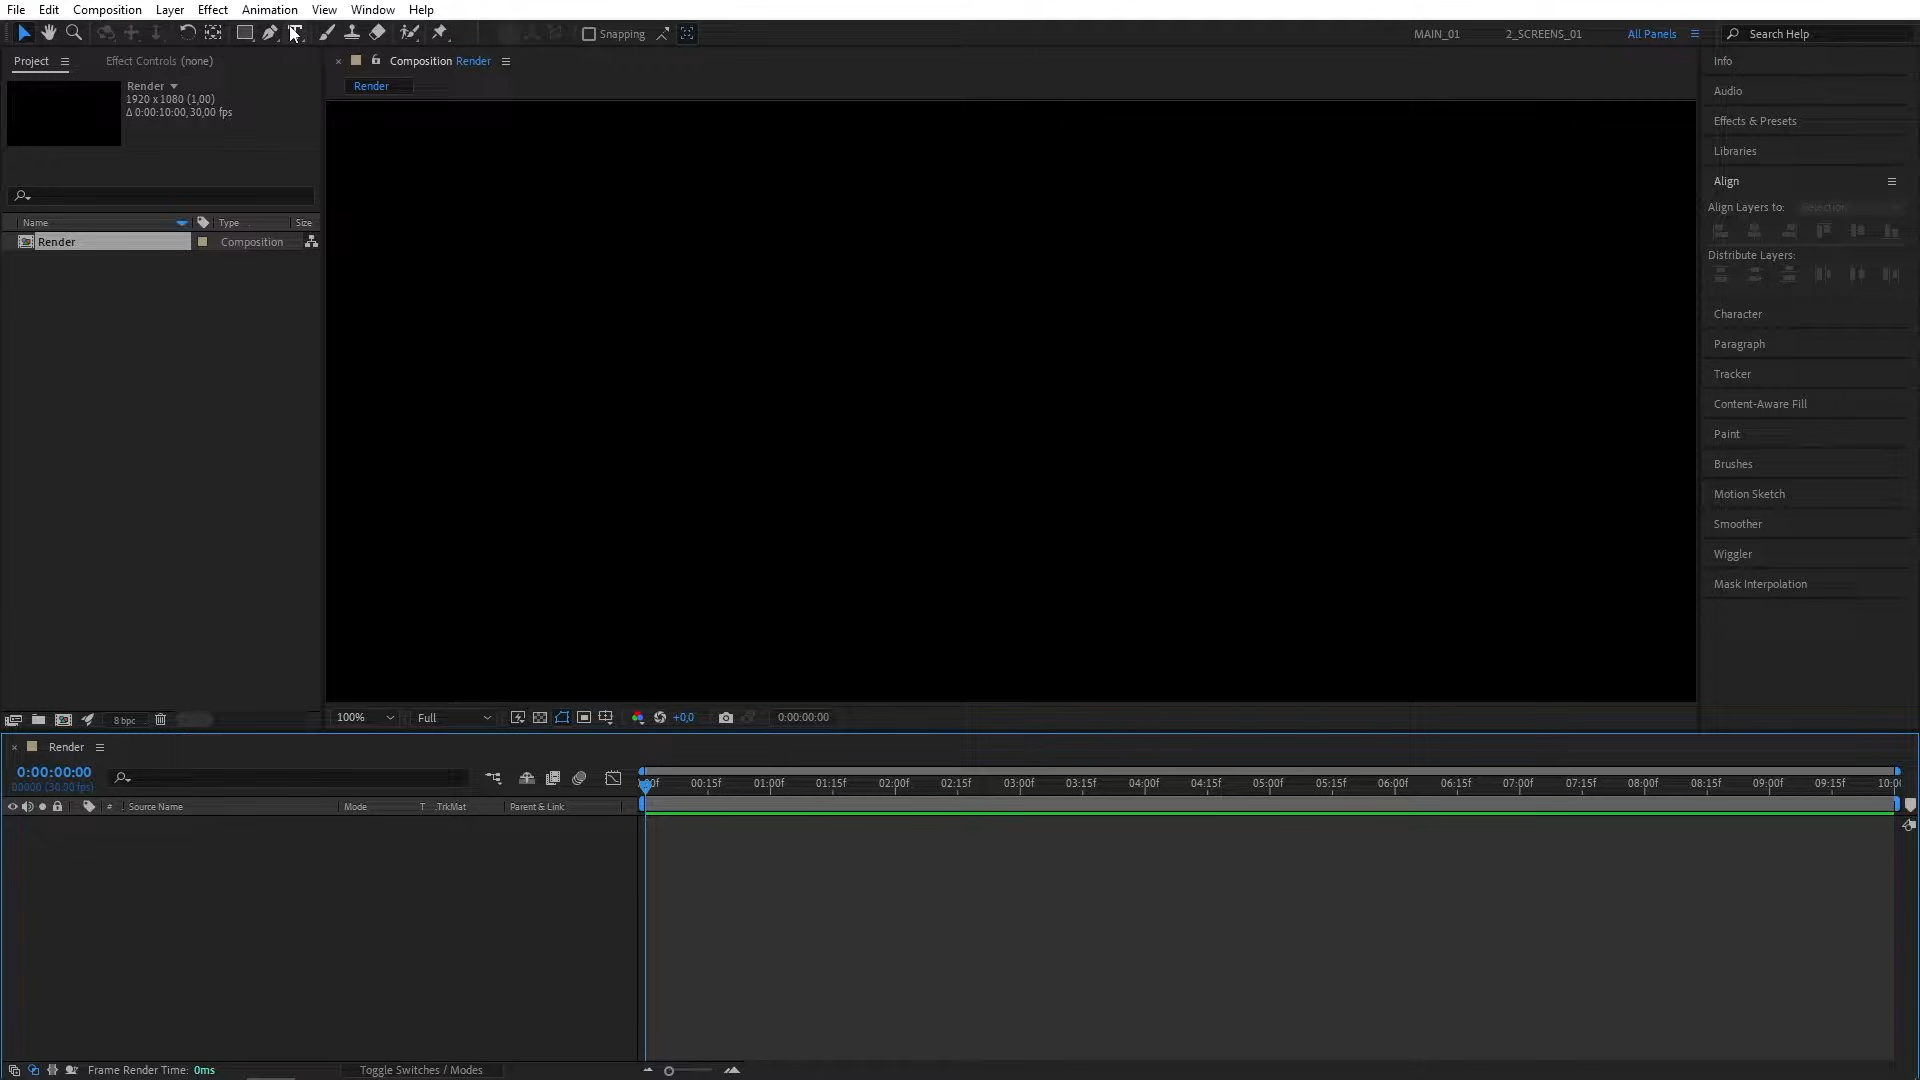 File Edit Composition Layer Effect Animation View Window Help
Snapping MAIN_01 2_SCREENS_01 All Panels Search Help
Project Effect Controls (none)
Composition Render
Render
Render
1920 x 1080 (1,00)
Δ 0:00:10:00, 30,00 fps
Name Type Size
Render Composition
Info
Audio
Effects & Presets
Libraries
Align
Align Layers to: Selection
Distribute Layers:
Character
Paragraph
Tracker
Content-Aware Fill
Paint
Brushes
Motion Sketch
Smoother
Wiggler
Mask Interpolation
8 bpc 100% Full +0,0 0:00:00:00
Render
0:00:00:00
00000 (30.00 fps)
00:15f 01:00f 01:15f 02:00f 02:15f 03:00f 03:15f 04:00f 04:15f 05:00f 05:15f 06:00f 06:15f 07:00f 07:15f 08:00f 08:15f 09:00f 09:15f
# Source Name Mode T .TrkMat Parent & Link
Frame Render Time: 0ms Toggle Switches / Modes